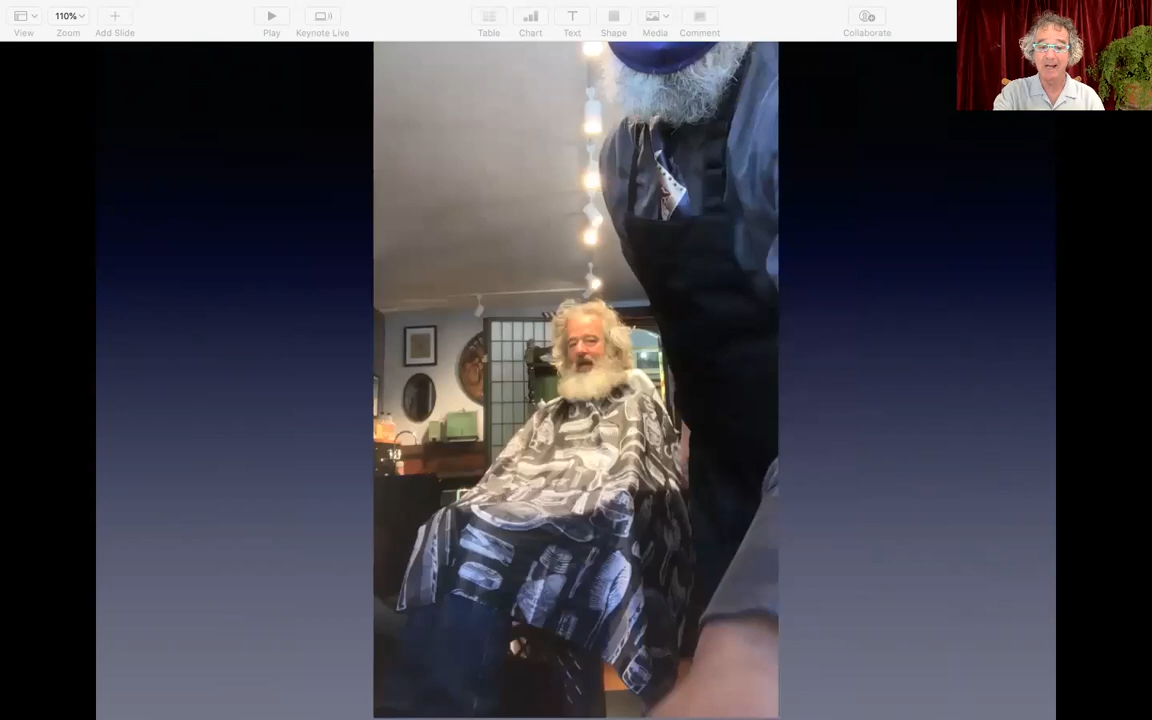 110%
View
Zoom
Add Slide
Play
Keynote Live
Table
Chart
Text
Shape
Media
Comment
Collaborate